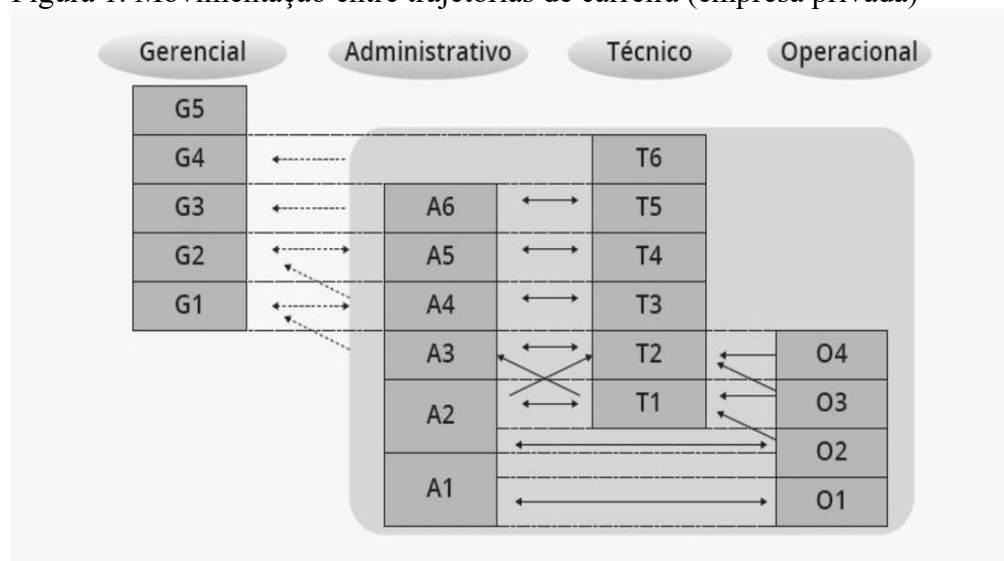 Figura 1. Movimentação entre trajetórias de carreira (empresa privada)
Gerencial Administrativo Técnico Operacional
G5
G4 T6
G3 A6 T5
G2 A5 T4
G1 A4 T3
A3 T2 O4
A2 T1 O3
O2
A1 O1